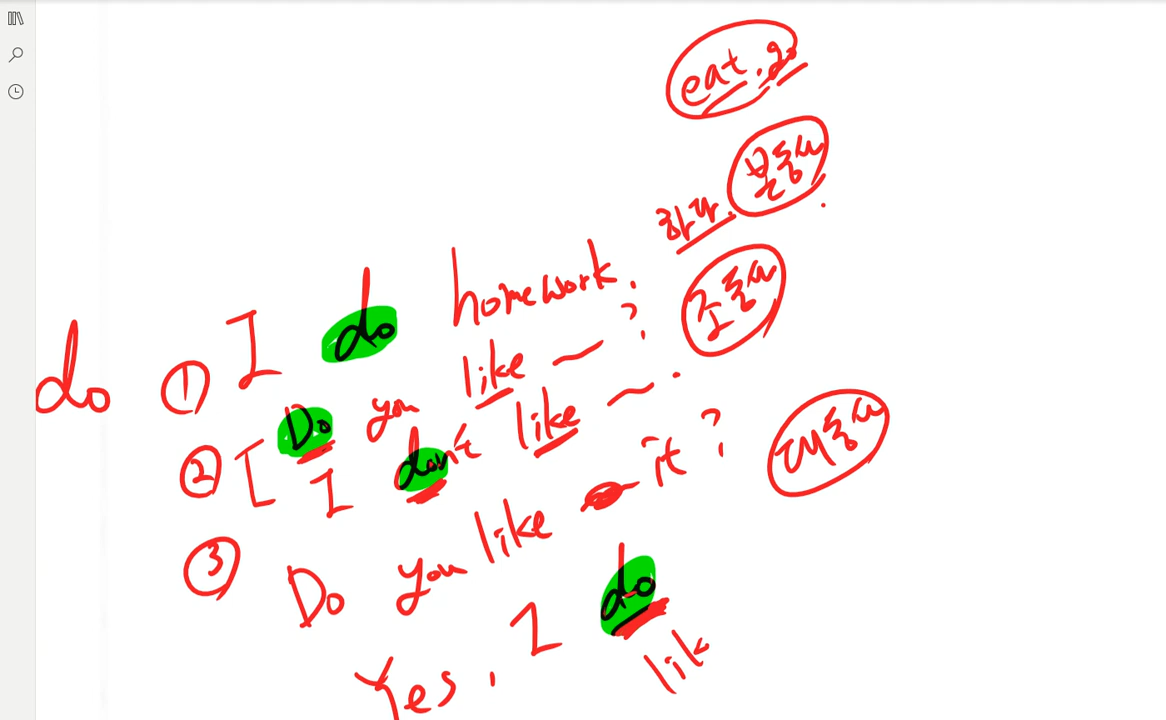 eat. go
하다. 본동사
do ① I do homework.
② [ Do you like ~ ? 조동사
I don't like ~.
③ Do you like it ? 대동사
Yes, I do
lik